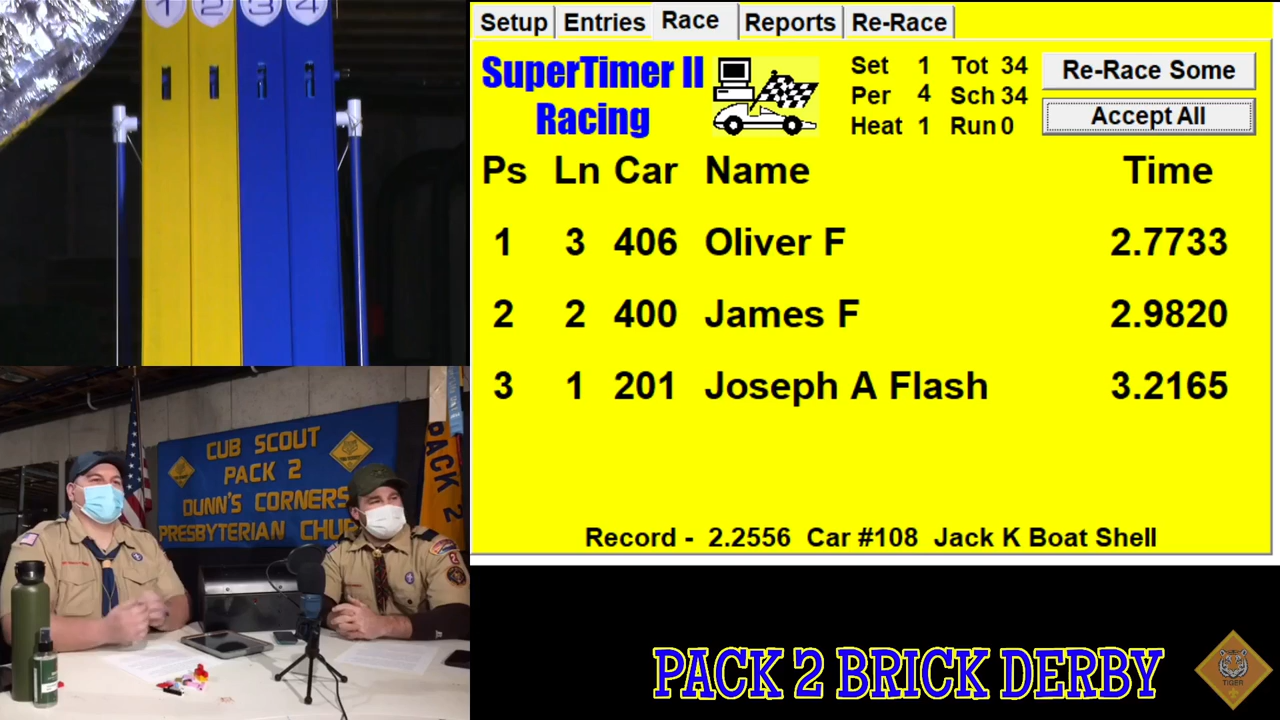 1 2 3 4
Setup Entries Race Reports Re-Race
SuperTimer II
Racing
Set 1 Tot 34
Per 4 Sch 34
Heat 1 Run 0
Re-Race Some
Accept All
Ps Ln Car Name Time
1 3 406 Oliver F 2.7733
2 2 400 James F 2.9820
3 1 201 Joseph A Flash 3.2165
Record - 2.2556 Car #108 Jack K Boat Shell
CUB SCOUT
PACK 2
DUNN'S CORNERS
PRESBYTERIAN CHU
PACK 2
PACK 2 BRICK DERBY
TIGER